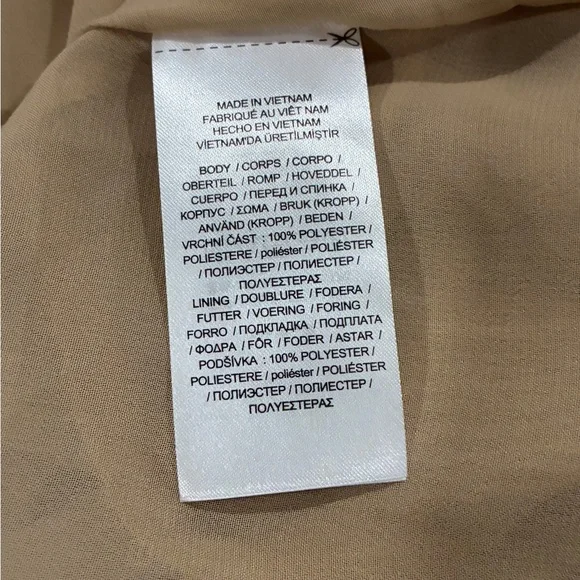 MADE IN VIETNAM
FABRIQUÉ AU VIÊT NAM
HECHO EN VIETNAM
VİETNAM'DA ÜRETİLMİŞTİR
BODY / CORPS / CORPO /
OBERTEIL / ROMP / HOVEDDEL /
CUERPO / ПЕРЕД И СПИНКА /
КОРПУС / ΣΩΜΑ / BRUK (KROPP) /
ANVÄND (KROPP) / BEDEN /
VRCHNÍ ČÁST : 100% POLYESTER /
POLIESTERE / poliéster / POLIÉSTER
/ ПОЛИЭСТЕР / ПОЛИЕСТЕР /
ΠΟΛΥΕΣΤΕΡΑΣ
LINING / DOUBLURE / FODERA /
FUTTER / VOERING / FORING /
FORRO / ПОДКЛАДКА / ПОДПЛАТА
/ ΦΟΔΡΑ / FÔR / FODER / ASTAR /
PODŠÍVKA : 100% POLYESTER /
POLIESTERE / poliéster / POLIÉSTER
/ ПОЛИЭСТЕР / ПОЛИЕСТЕР /
ΠΟΛΥΕΣΤΕΡΑΣ